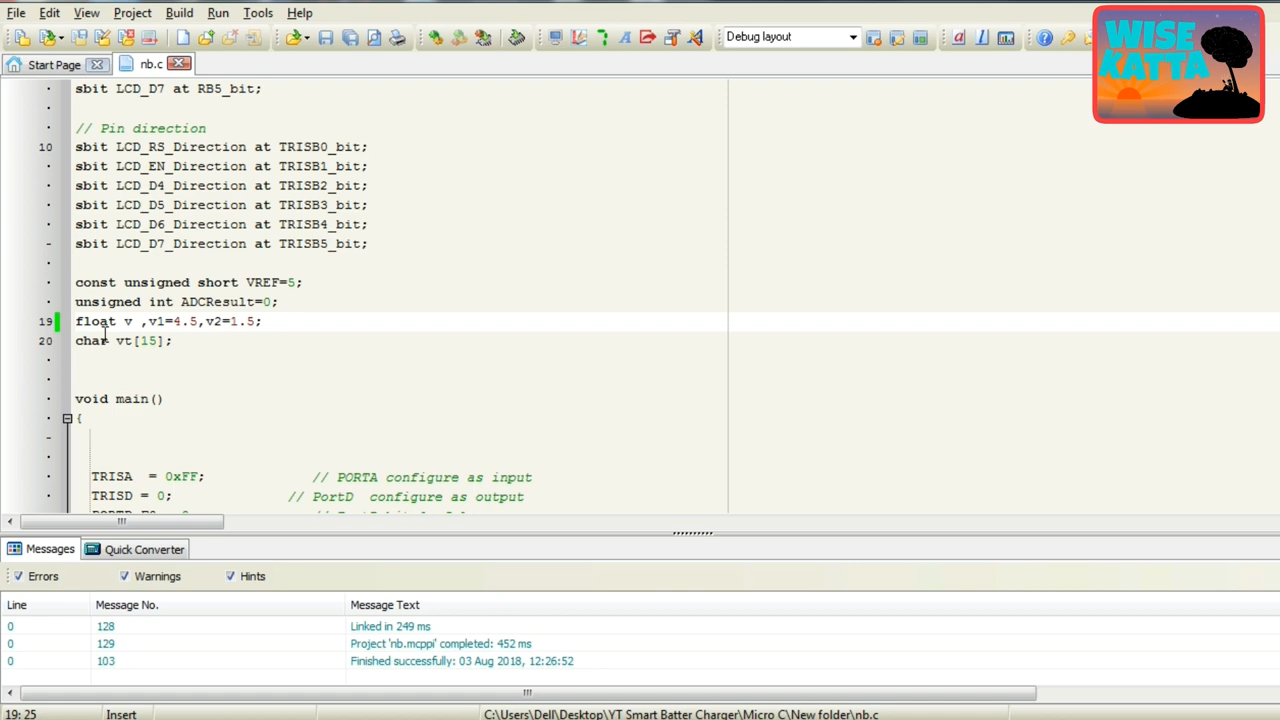 File Edit View Project Build Run Tools Help
Debug layout
WISE
KATTA
Start Page nb.c
sbit LCD_D7 at RB5_bit;
// Pin direction
10 sbit LCD_RS_Direction at TRISB0_bit;
sbit LCD_EN_Direction at TRISB1_bit;
sbit LCD_D4_Direction at TRISB2_bit;
sbit LCD_D5_Direction at TRISB3_bit;
sbit LCD_D6_Direction at TRISB4_bit;
sbit LCD_D7_Direction at TRISB5_bit;
const unsigned short VREF=5;
unsigned int ADCResult=0;
19 float v ,v1=4.5,v2=1.5;
20 char vt[15];
void main()
{
TRISA = 0xFF; // PORTA configure as input
TRISD = 0; // PortD configure as output
Messages Quick Converter
Errors Warnings Hints
Line Message No. Message Text
0 128 Linked in 249 ms
0 129 Project 'nb.mcppi' completed: 452 ms
0 103 Finished successfully: 03 Aug 2018, 12:26:52
19: 25 Insert C:\Users\Dell\Desktop\YT Smart Batter Charger\Micro C\New folder\nb.c